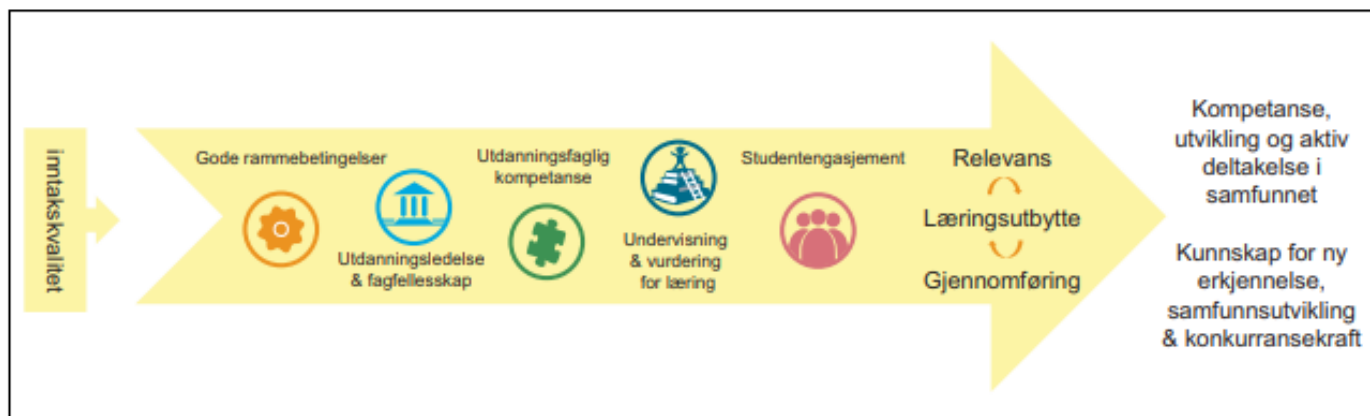 inntakskvalitet
Gode rammebetingelser
Utdanningsledelse
& fagfellesskap
Utdanningsfaglig
kompetanse
Undervisning
& vurdering
for læring
Studentengasjement
Relevans
Læringsutbytte
Gjennomføring
Kompetanse,
utvikling og aktiv
deltakelse i
samfunnet
Kunnskap for ny
erkjennelse,
samfunnsutvikling
& konkurransekraft